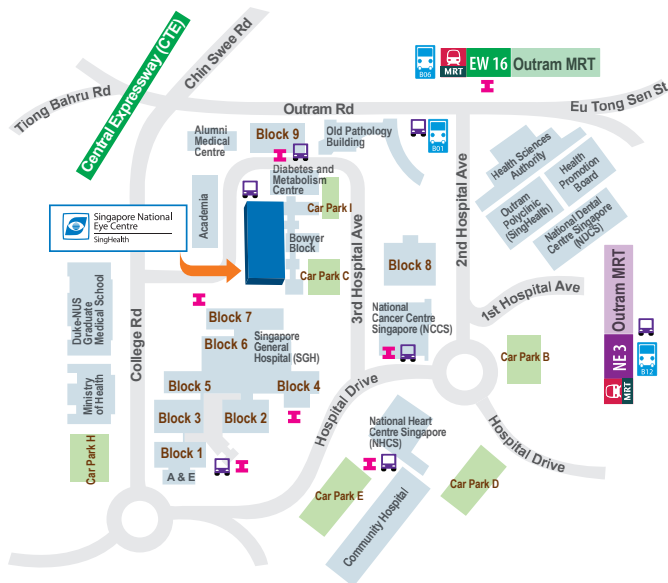 Central Expressway (CTE)
Chin Swee Rd
Tiong Bahru Rd
B06
MRT
EW 16
Outram MRT
Outram Rd
Eu Tong Sen St
Alumni
Medical
Centre
Block 9
Old Pathology
Building
B01
Health Sciences
Authority
Health
Promotion
Board
Outram
Polyclinic
(SingHealth)
National Dental
Centre Singapore
(NDCS)
Diabetes and
Metabolism
Centre
Car Park I
Academia
Singapore National
Eye Centre
SingHealth
Bowyer
Block
Car Park C
3rd Hospital Ave
2nd Hospital Ave
Block 8
1st Hospital Ave
Outram MRT
NE 3
B12
MRT
Duke-NUS
Graduate
Medical School
College Rd
Block 7
Block 6
Singapore
General
Hospital (SGH)
National
Cancer Centre
Singapore (NCCS)
Car Park B
Ministry
of Health
Block 5
Block 4
Block 3
Block 2
Hospital Drive
Hospital Drive
Car Park H
Block 1
A & E
National Heart
Centre Singapore
(NHCS)
Car Park E
Community Hospital
Car Park D